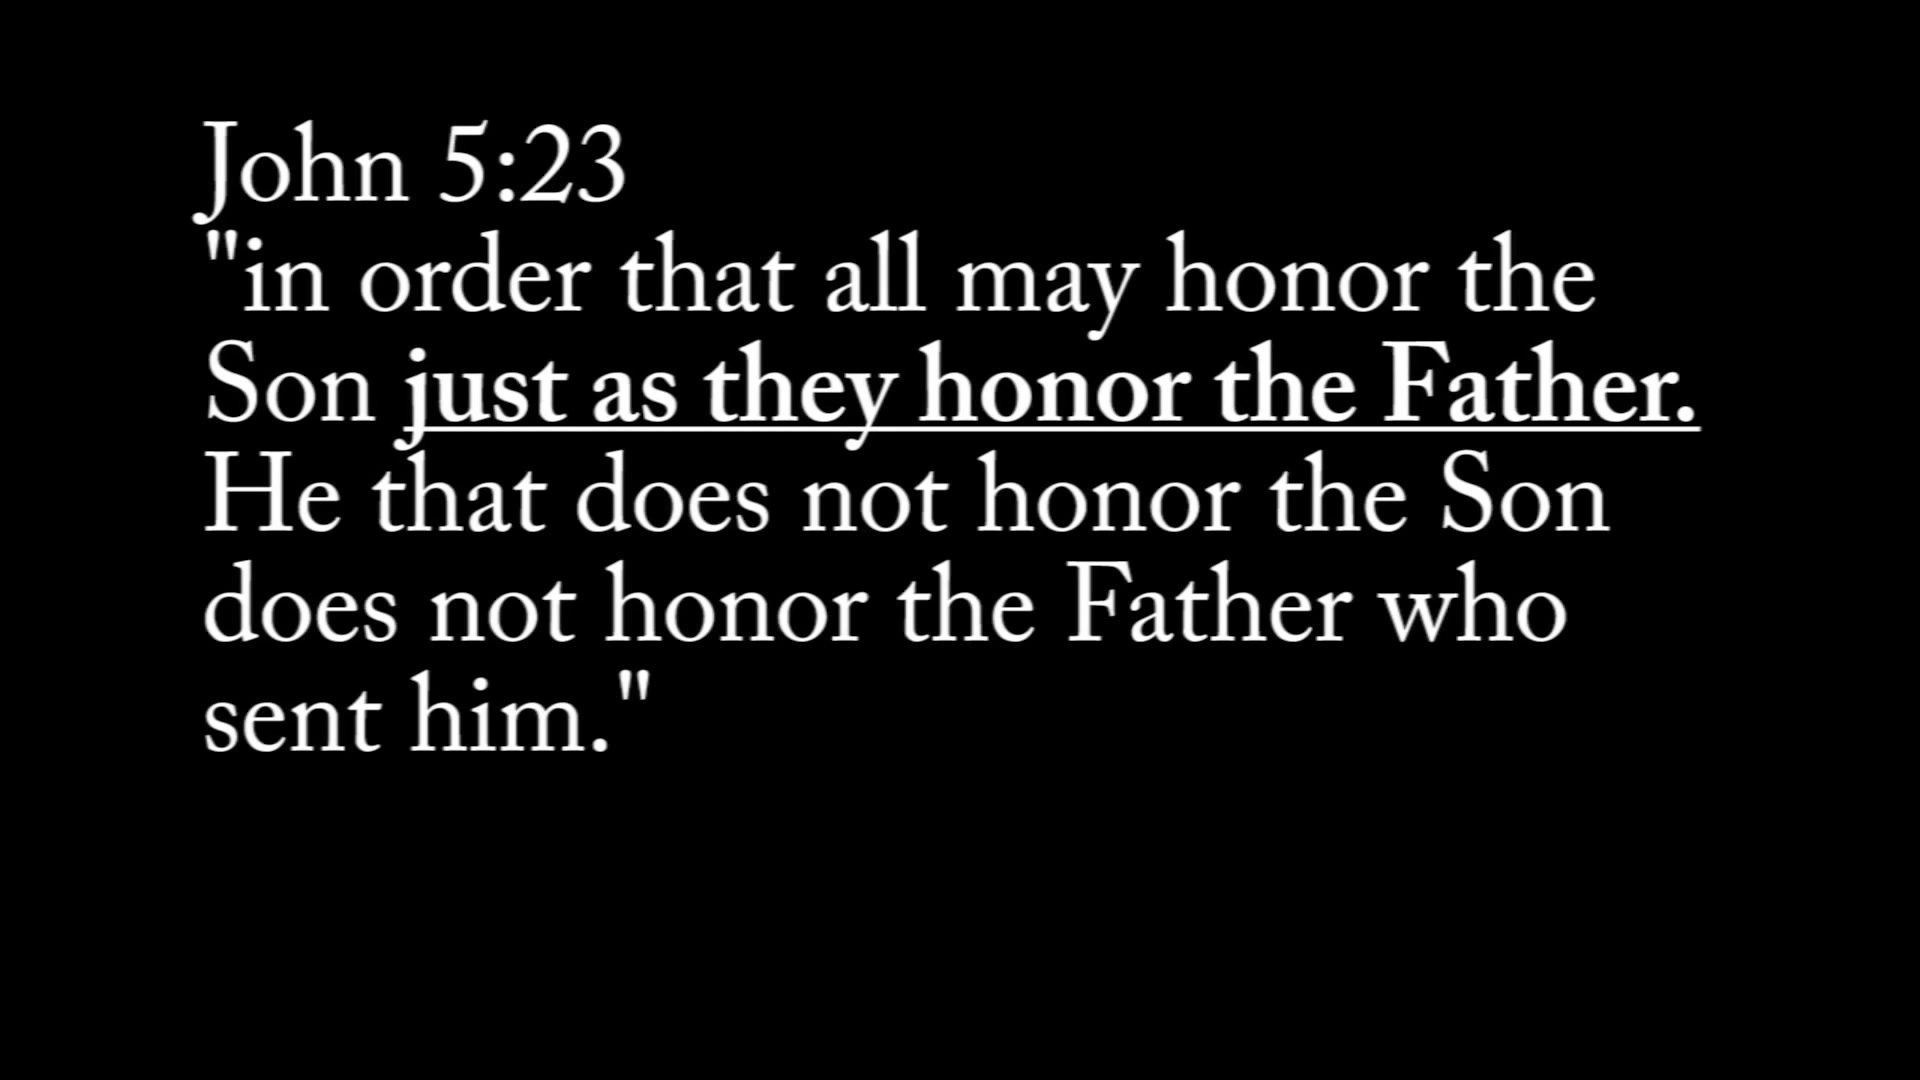 John 5:23
"in order that all may honor the
Son just as they honor the Father.
He that does not honor the Son
does not honor the Father who
sent him."